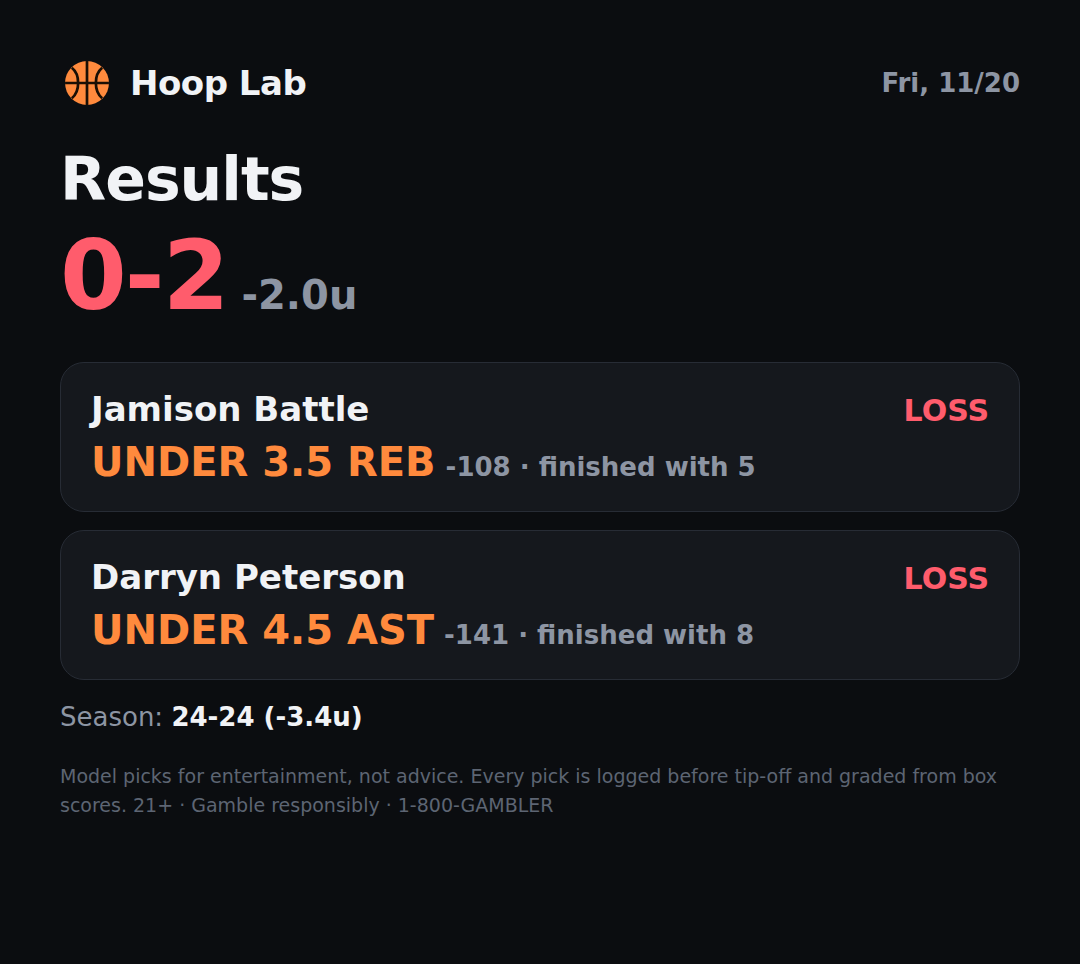 Hoop Lab
Fri, 11/20
Results
0-2 -2.0u
Jamison Battle
LOSS
UNDER 3.5 REB -108 · finished with 5
Darryn Peterson
LOSS
UNDER 4.5 AST -141 · finished with 8
Season: 24-24 (-3.4u)
Model picks for entertainment, not advice. Every pick is logged before tip-off and graded from box
scores. 21+ · Gamble responsibly · 1-800-GAMBLER